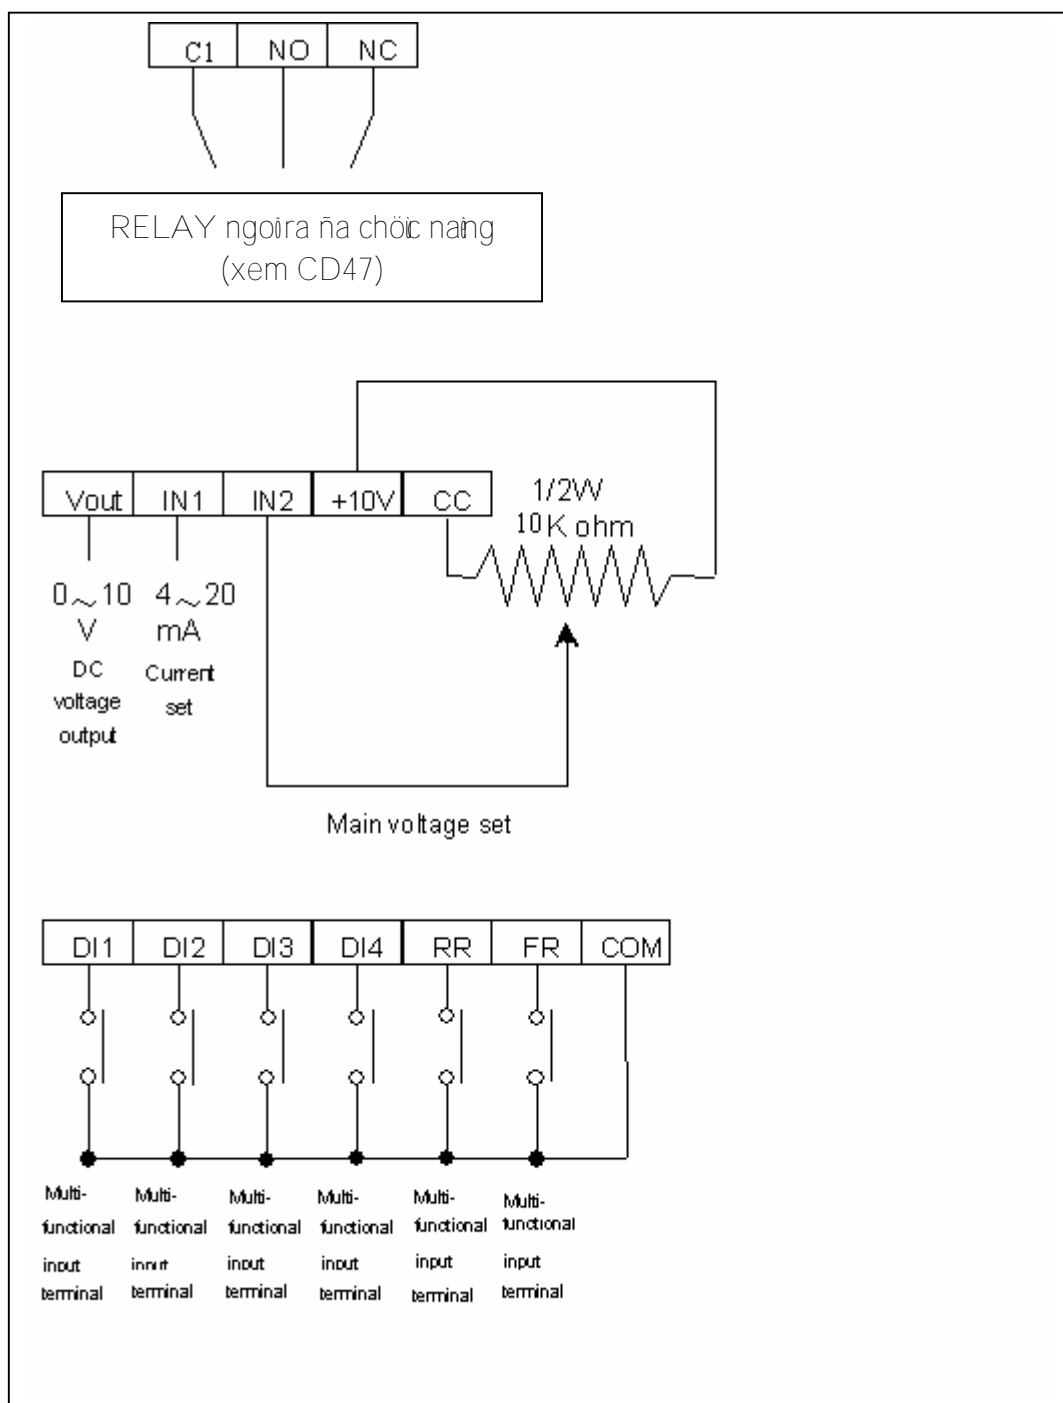 C1 NO NC
RELAY ngoõ ra ña chöùc naêng
(xem CD47)
Vout IN1 IN2 +10V CC
1/2W
10K ohm
0~10 4~20
V mA
DC Current
voltage set
output
Main voltage set
DI1 DI2 DI3 DI4 RR FR COM
Multi- Multi- Multi- Multi- Multi- Multi-
functional functional functional functional functional functional
input input input input input input
terminal terminal terminal terminal terminal terminal